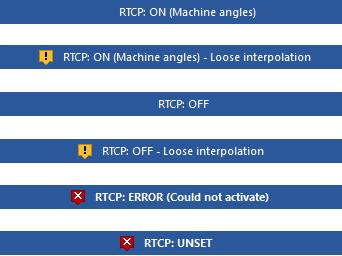 RTCP: ON (Machine angles)
RTCP: ON (Machine angles) - Loose interpolation
RTCP: OFF
RTCP: OFF - Loose interpolation
RTCP: ERROR (Could not activate)
RTCP: UNSET